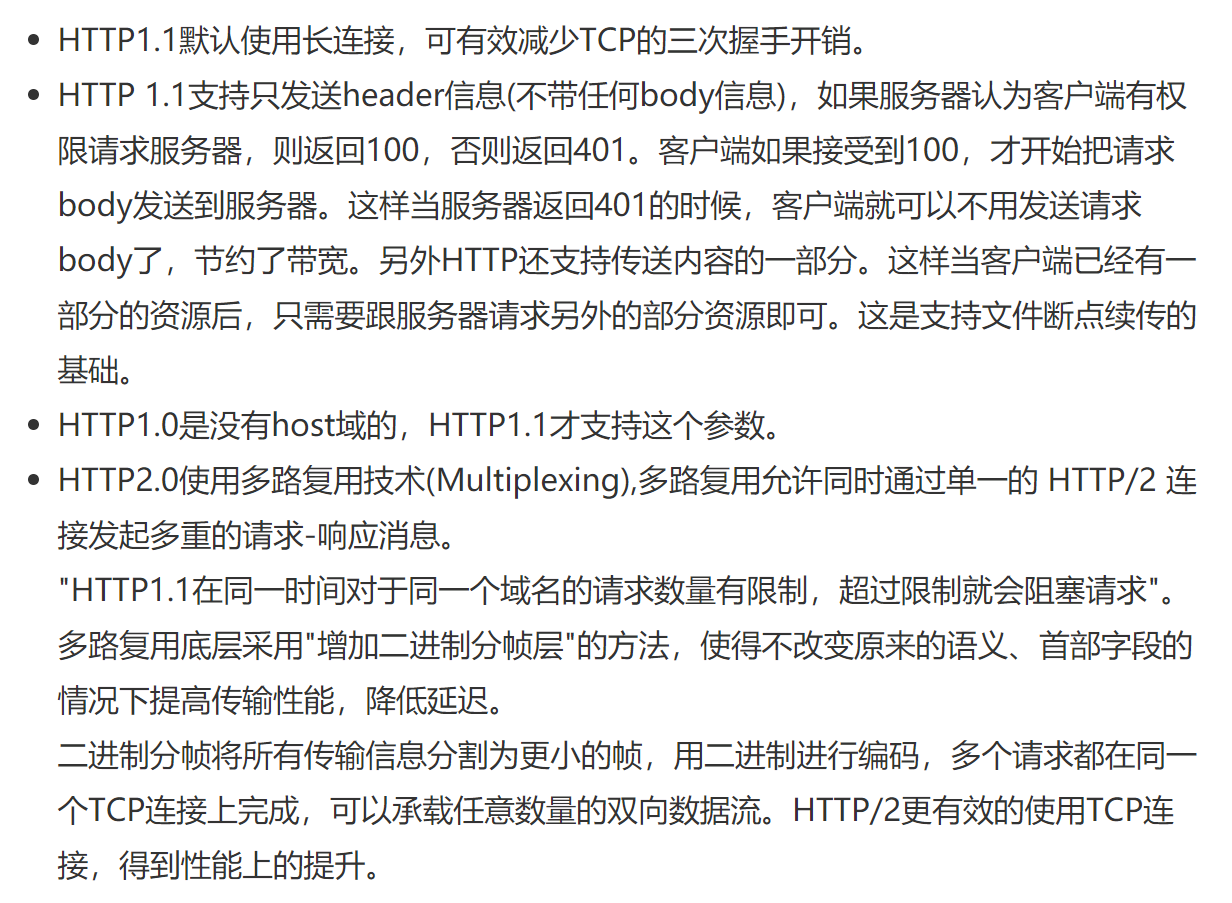 • HTTP1.1默认使用长连接，可有效减少TCP的三次握手开销。
• HTTP 1.1支持只发送header信息(不带任何body信息)，如果服务器认为客户端有权
限请求服务器，则返回100，否则返回401。客户端如果接受到100，才开始把请求
body发送到服务器。这样当服务器返回401的时候，客户端就可以不用发送请求
body了，节约了带宽。另外HTTP还支持传送内容的一部分。这样当客户端已经有一
部分的资源后，只需要跟服务器请求另外的部分资源即可。这是支持文件断点续传的
基础。
• HTTP1.0是没有host域的，HTTP1.1才支持这个参数。
• HTTP2.0使用多路复用技术(Multiplexing),多路复用允许同时通过单一的 HTTP/2 连
接发起多重的请求-响应消息。
"HTTP1.1在同一时间对于同一个域名的请求数量有限制，超过限制就会阻塞请求"。
多路复用底层采用"增加二进制分帧层"的方法，使得不改变原来的语义、首部字段的
情况下提高传输性能，降低延迟。
二进制分帧将所有传输信息分割为更小的帧，用二进制进行编码，多个请求都在同一
个TCP连接上完成，可以承载任意数量的双向数据流。HTTP/2更有效的使用TCP连
接，得到性能上的提升。